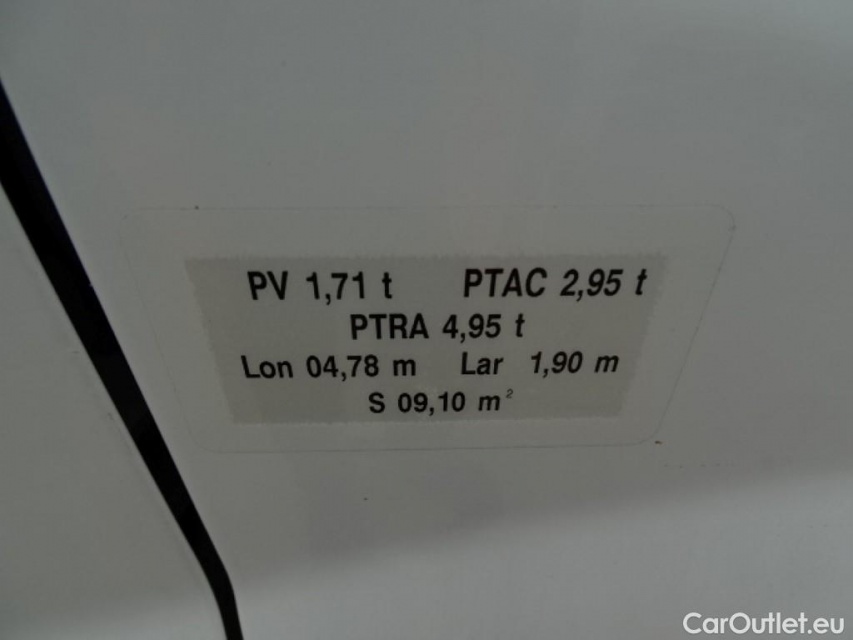 PV 1,71 t PTAC 2,95 t
PTRA 4,95 t
Lon 04,78 m Lar 1,90 m
S 09,10 m²
CarOutlet.eu